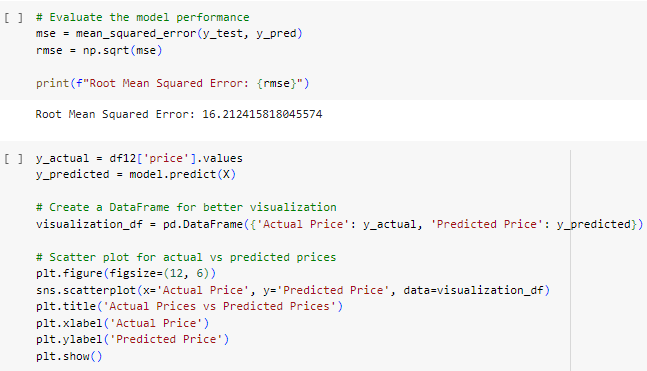 [ ] # Evaluate the model performance
mse = mean_squared_error(y_test, y_pred)
rmse = np.sqrt(mse)
print(f"Root Mean Squared Error: {rmse}")
Root Mean Squared Error: 16.212415818045574
[ ] y_actual = df12['price'].values
y_predicted = model.predict(X)
# Create a DataFrame for better visualization
visualization_df = pd.DataFrame({'Actual Price': y_actual, 'Predicted Price': y_predicted})
# Scatter plot for actual vs predicted prices
plt.figure(figsize=(12, 6))
sns.scatterplot(x='Actual Price', y='Predicted Price', data=visualization_df)
plt.title('Actual Prices vs Predicted Prices')
plt.xlabel('Actual Price')
plt.ylabel('Predicted Price')
plt.show()